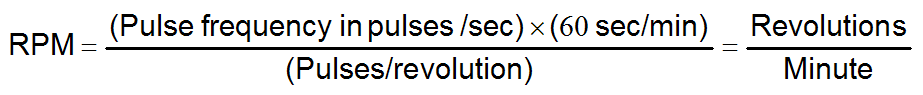 RPM = (Pulse frequency in pulses /sec) × (60 sec/min) / (Pulses/revolution) = Revolutions / Minute